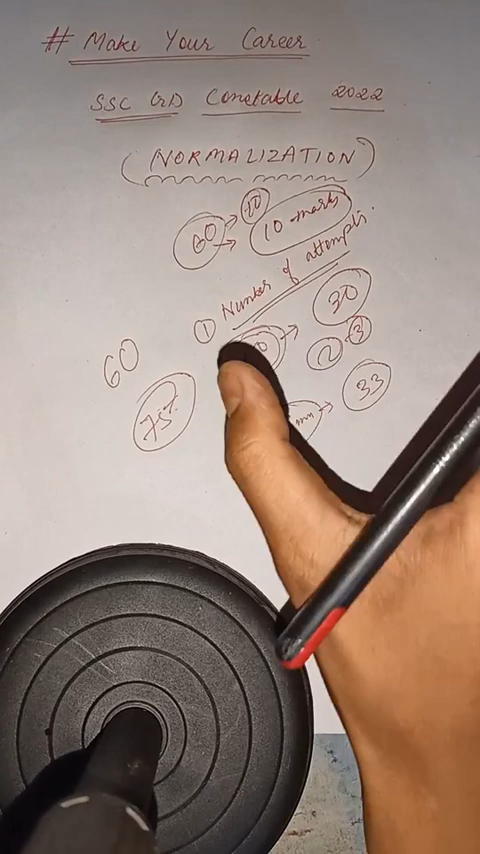 # Make Your Career
SSC GD Constable 2022
(NORMALIZATION)
60 → 10
→ 10 marks
① Number of attempts.
→ 30
2 - 3
60
75%
→ 33